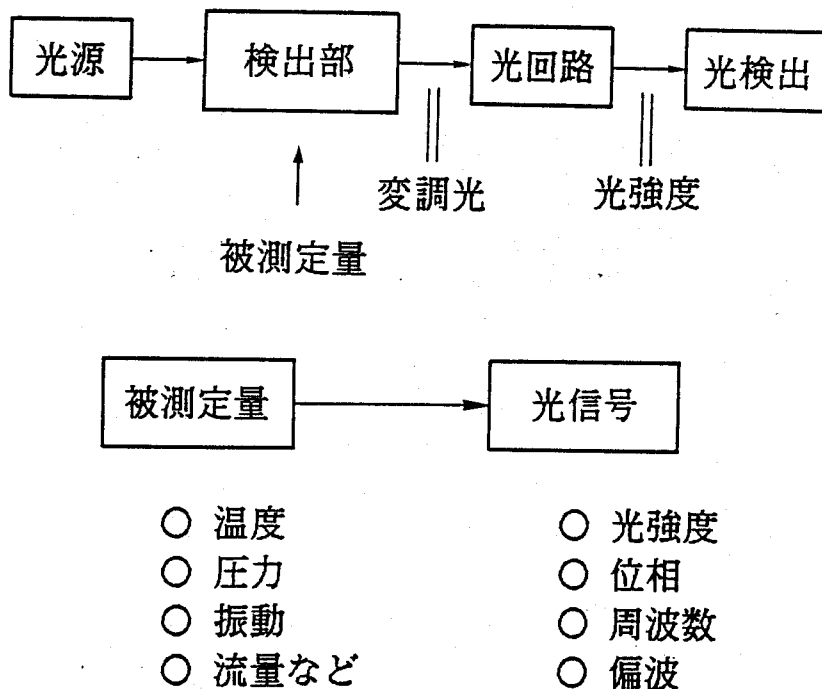 光源 検出部 光回路 光検出
変調光 光強度
被測定量
被測定量 光信号
○ 温度 ○ 光強度
○ 圧力 ○ 位相
○ 振動 ○ 周波数
○ 流量など ○ 偏波